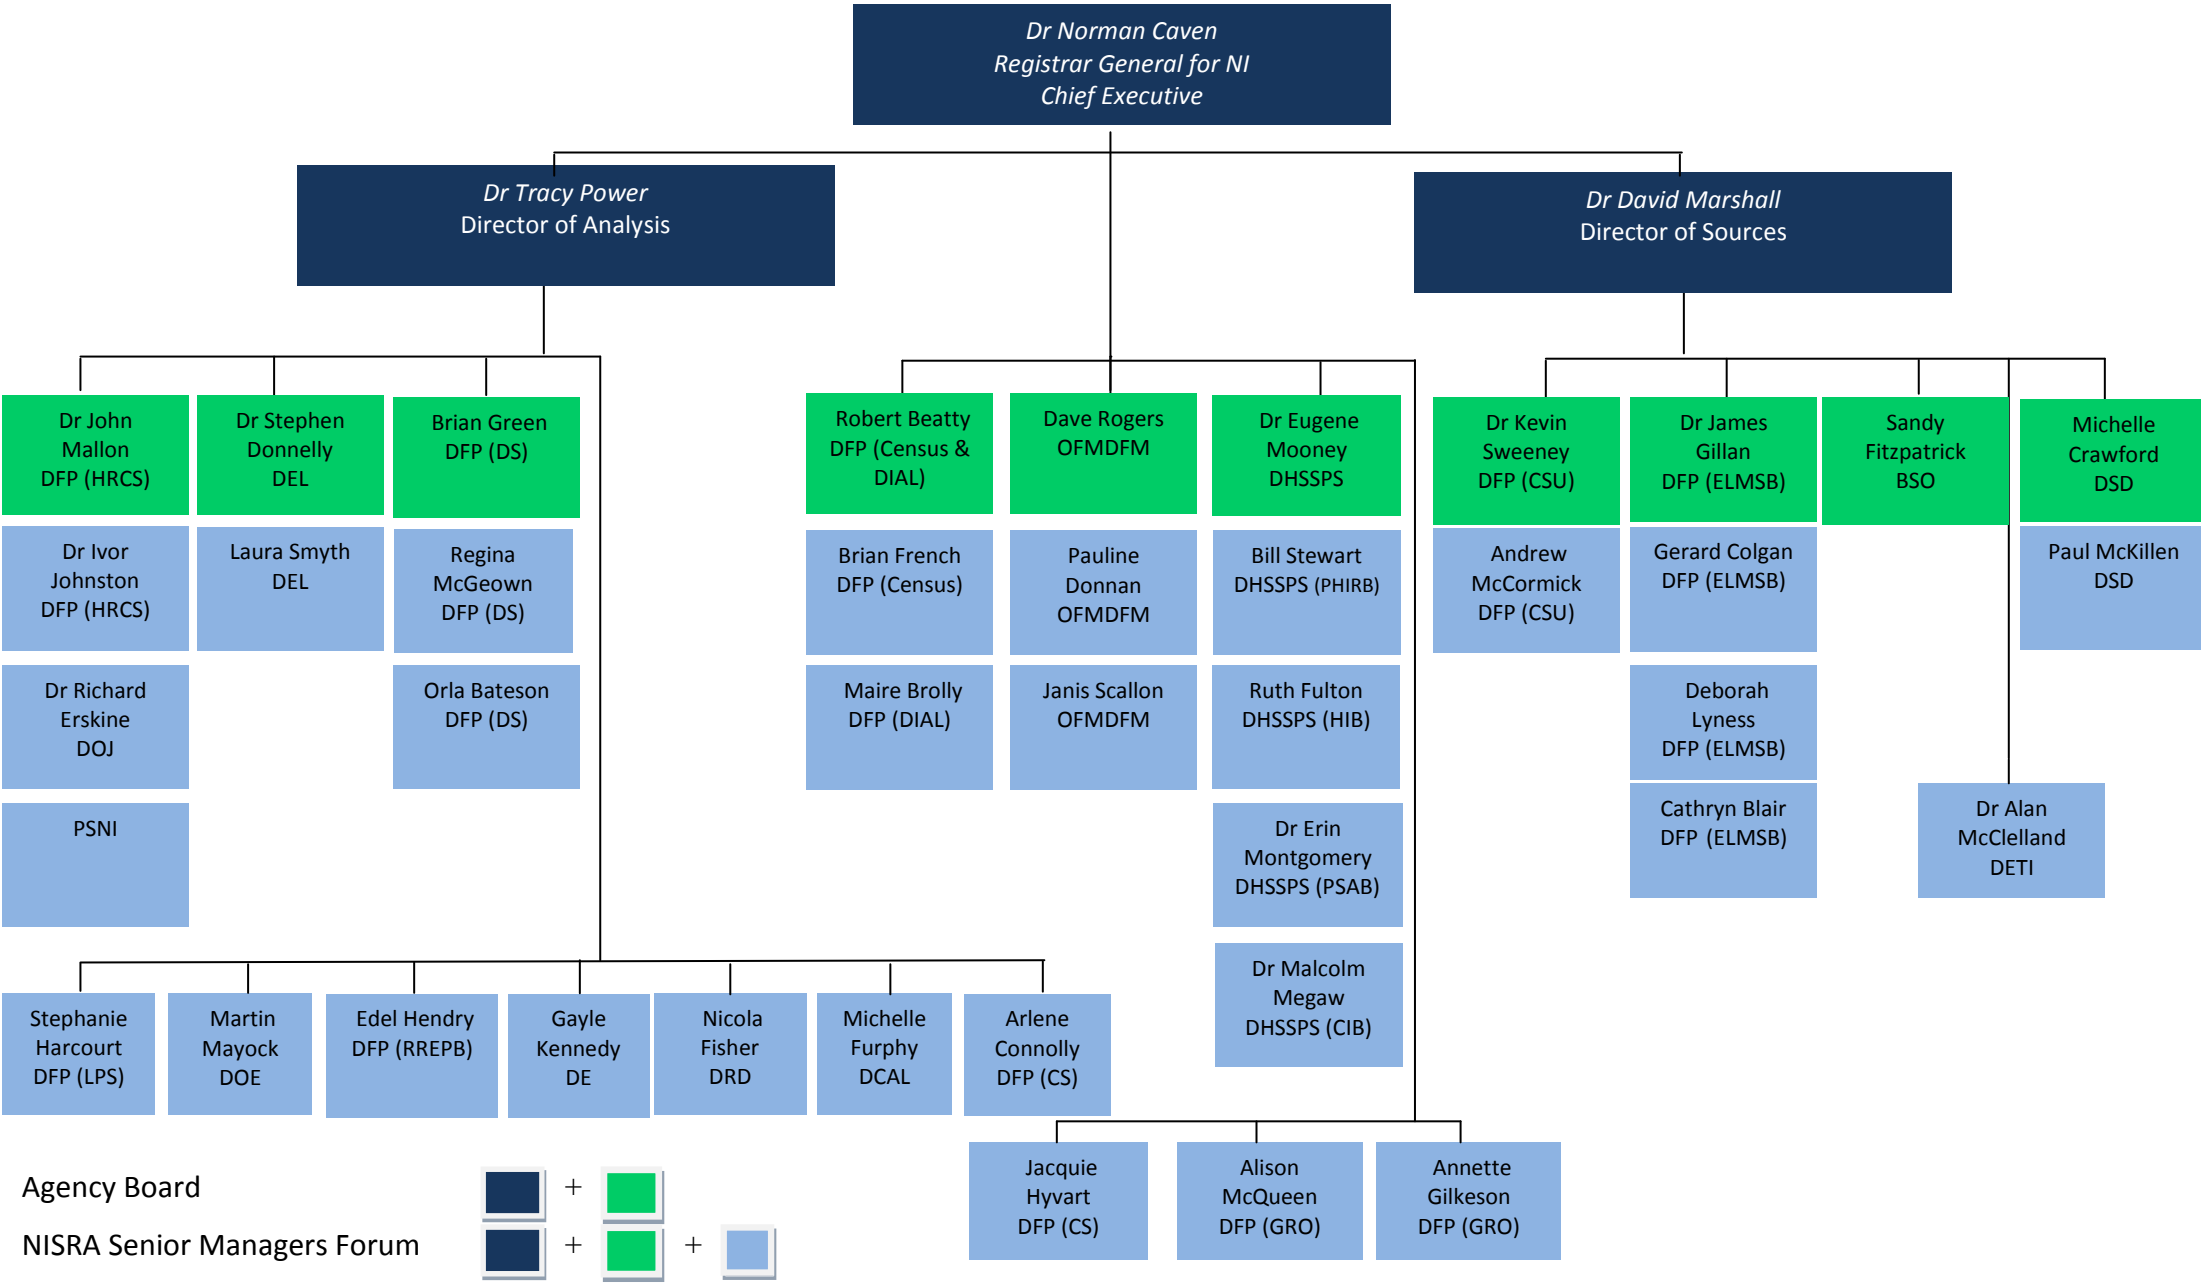 Dr Norman Caven
Registrar General for NI
Chief Executive
Dr Tracy Power
Director of Analysis
Dr David Marshall
Director of Sources
Dr John
Mallon
DFP (HRCS)
Dr Stephen
Donnelly
DEL
Brian Green
DFP (DS)
Robert Beatty
DFP (Census &
DIAL)
Dave Rogers
OFMDFM
Dr Eugene
Mooney
DHSSPS
Dr Kevin
Sweeney
DFP (CSU)
Dr James
Gillan
DFP (ELMSB)
Sandy
Fitzpatrick
BSO
Michelle
Crawford
DSD
Dr Ivor
Johnston
DFP (HRCS)
Laura Smyth
DEL
Regina
McGeown
DFP (DS)
Brian French
DFP (Census)
Pauline
Donnan
OFMDFM
Bill Stewart
DHSSPS (PHIRB)
Andrew
McCormick
DFP (CSU)
Gerard Colgan
DFP (ELMSB)
Paul McKillen
DSD
Dr Richard
Erskine
DOJ
Orla Bateson
DFP (DS)
Maire Brolly
DFP (DIAL)
Janis Scallon
OFMDFM
Ruth Fulton
DHSSPS (HIB)
Deborah
Lyness
DFP (ELMSB)
PSNI
Dr Erin
Montgomery
DHSSPS (PSAB)
Cathryn Blair
DFP (ELMSB)
Dr Alan
McClelland
DETI
Dr Malcolm
Megaw
DHSSPS (CIB)
Stephanie
Harcourt
DFP (LPS)
Martin
Mayock
DOE
Edel Hendry
DFP (RREPB)
Gayle
Kennedy
DE
Nicola
Fisher
DRD
Michelle
Furphy
DCAL
Arlene
Connolly
DFP (CS)
Jacquie
Hyvart
DFP (CS)
Alison
McQueen
DFP (GRO)
Annette
Gilkeson
DFP (GRO)
Agency Board + 
NISRA Senior Managers Forum + +